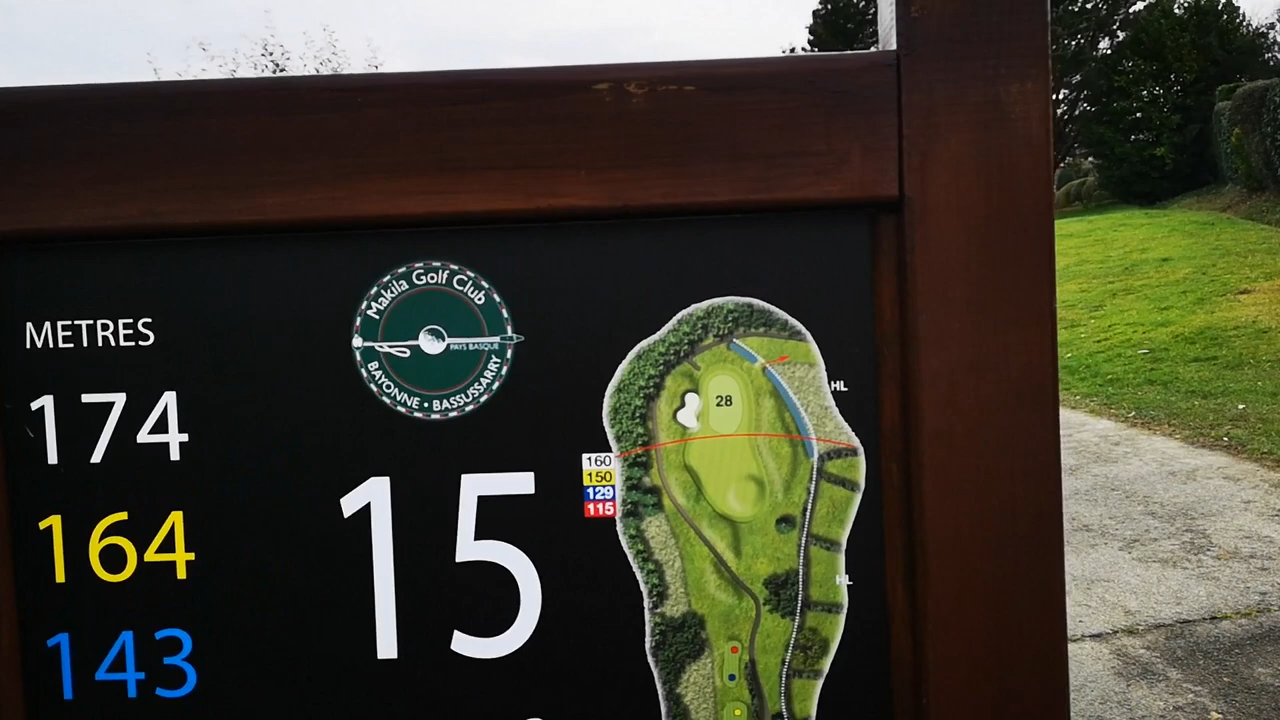 METRES
174
164
143
Makila Golf Club
PAYS BASQUE
BAYONNE • BASSUSSARRY
15
28
HL
160
150
129
115
HL